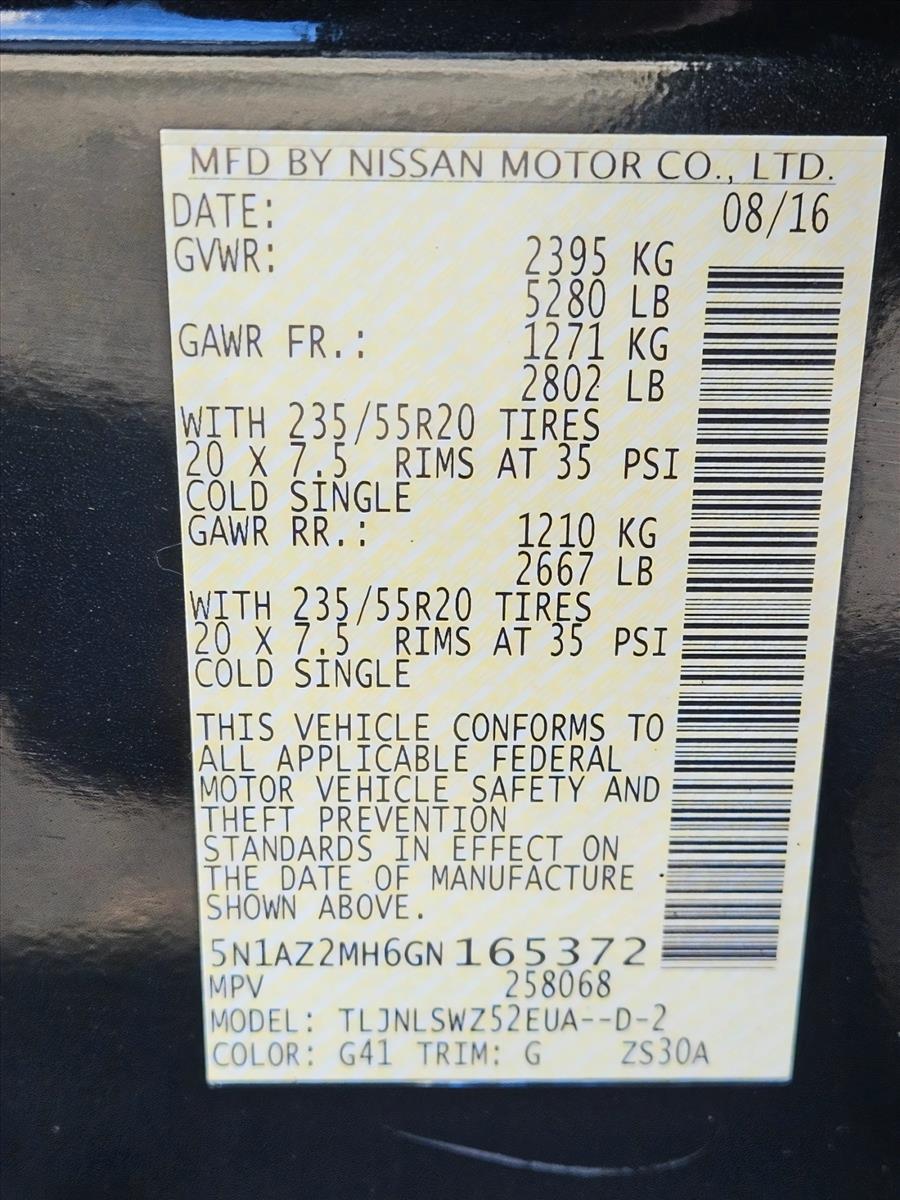 MFD BY NISSAN MOTOR CO., LTD.
DATE: 08/16
GVWR: 2395 KG
5280 LB
GAWR FR.: 1271 KG
2802 LB
WITH 235/55R20 TIRES
20 X 7.5 RIMS AT 35 PSI
COLD SINGLE
GAWR RR.: 1210 KG
2667 LB
WITH 235/55R20 TIRES
20 X 7.5 RIMS AT 35 PSI
COLD SINGLE
THIS VEHICLE CONFORMS TO
ALL APPLICABLE FEDERAL
MOTOR VEHICLE SAFETY AND
THEFT PREVENTION
STANDARDS IN EFFECT ON
THE DATE OF MANUFACTURE
SHOWN ABOVE.
5N1AZ2MH6GN165372
MPV 258068
MODEL: TLJNLSWZ52EUA--D-2
COLOR: G41 TRIM: G ZS30A